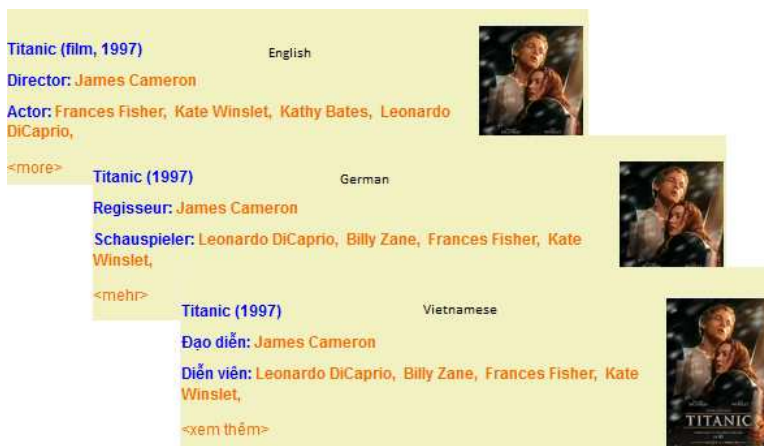 Titanic (film, 1997)
English
Director: James Cameron
Actor: Frances Fisher, Kate Winslet, Kathy Bates, Leonardo
DiCaprio,
<more>
Titanic (1997)
German
Regisseur: James Cameron
Schauspieler: Leonardo DiCaprio, Billy Zane, Frances Fisher, Kate
Winslet,
<mehr>
Titanic (1997)
Vietnamese
Đạo diễn: James Cameron
Diễn viên: Leonardo DiCaprio, Billy Zane, Frances Fisher, Kate
Winslet,
<xem thêm>
TITANIC